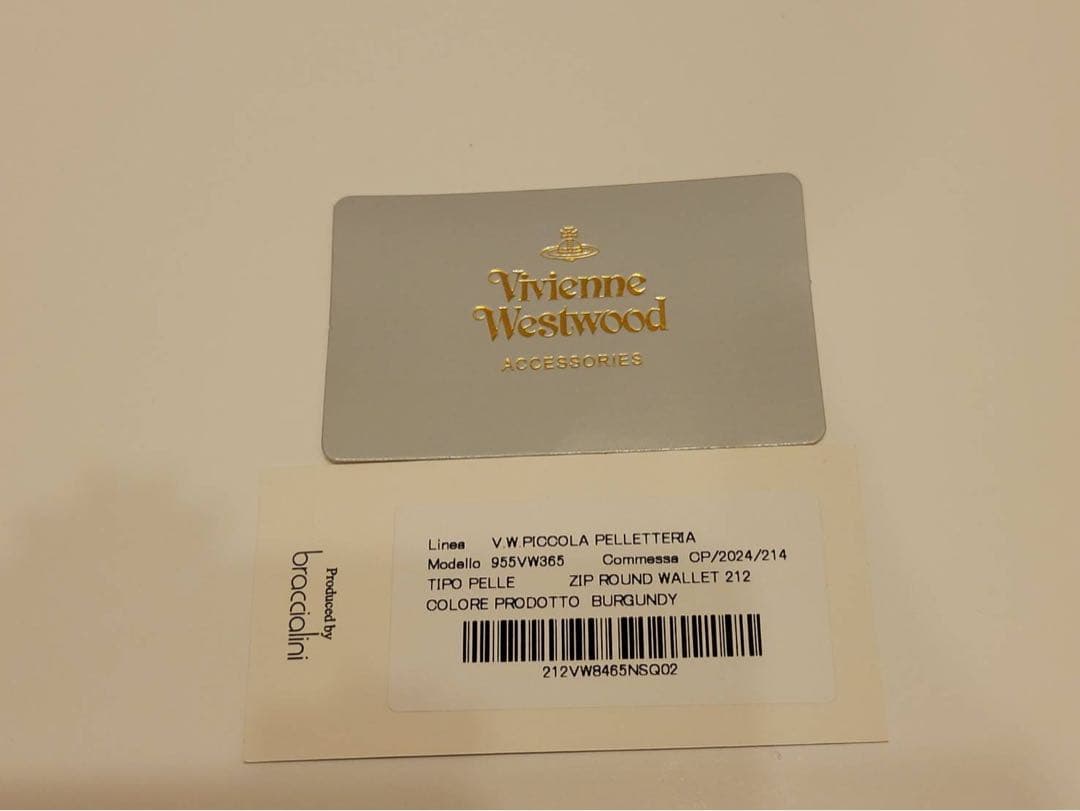 Vivienne
Westwood
ACCESSORIES
Produced by
braccialini
Linea V.W.PICCOLA PELLETTERIA
Modello 955VW365 Commessa OP/2024/214
TIPO PELLE ZIP ROUND WALLET 212
COLORE PRODOTTO BURGUNDY
212VW8465NSQ02